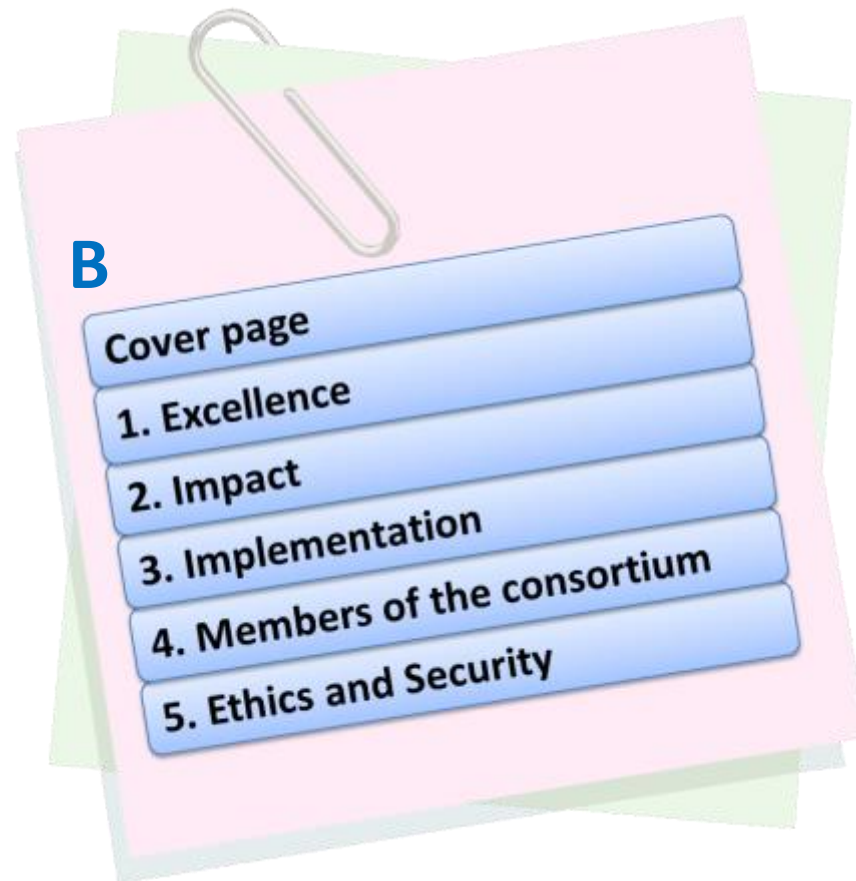 B
Cover page
1. Excellence
2. Impact
3. Implementation
4. Members of the consortium
5. Ethics and Security